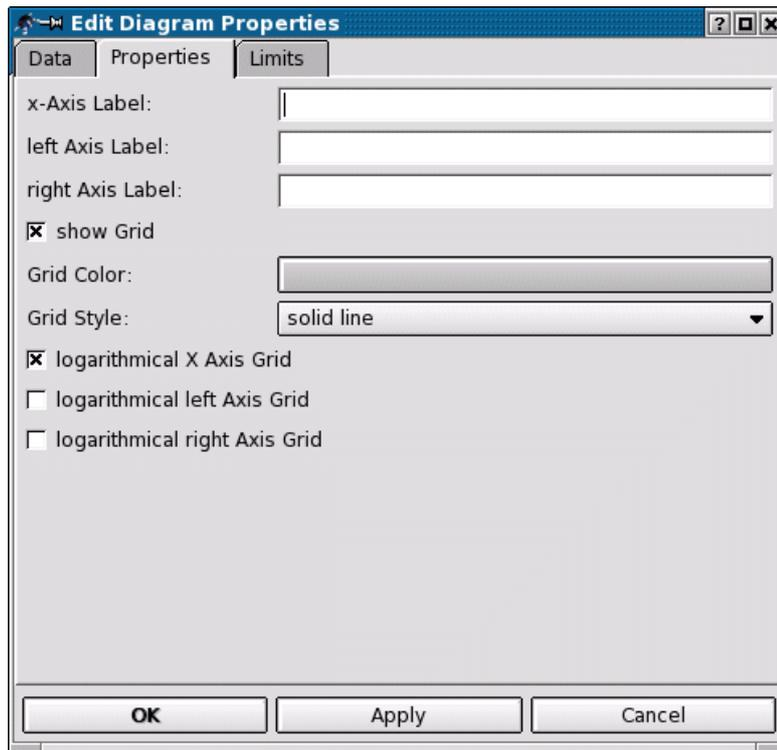 Edit Diagram Properties
Data Properties Limits
x-Axis Label:
left Axis Label:
right Axis Label:
show Grid
Grid Color:
Grid Style: solid line
logarithmical X Axis Grid
logarithmical left Axis Grid
logarithmical right Axis Grid
OK Apply Cancel